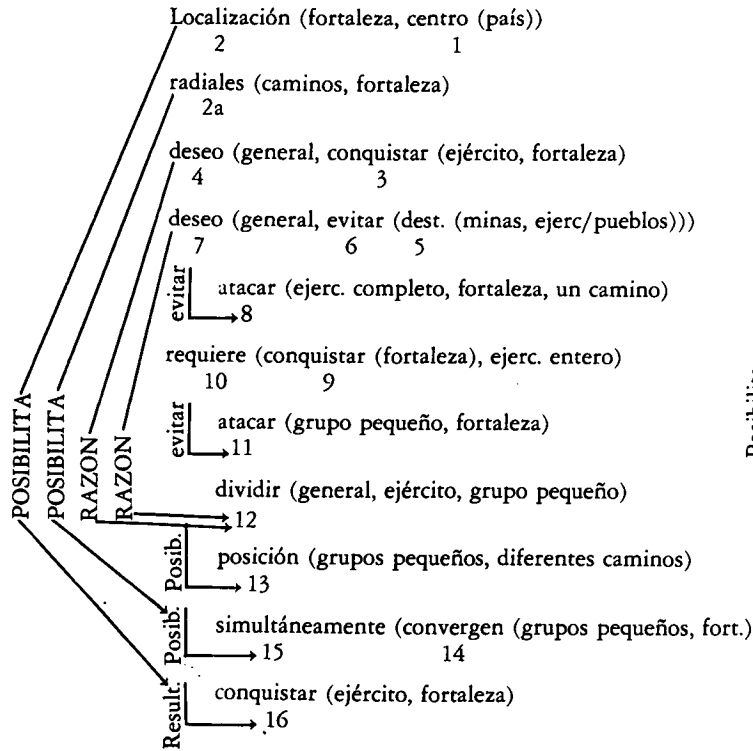 Localización (fortaleza, centro (país))
2 1
radiales (caminos, fortaleza)
2a
deseo (general, conquistar (ejército, fortaleza)
4 3
deseo (general, evitar (dest. (minas, ejerc/pueblos)))
7 6 5
evitar
atacar (ejerc. completo, fortaleza, un camino)
8
requiere (conquistar (fortaleza), ejerc. entero)
10 9
evitar
atacar (grupo pequeño, fortaleza)
11
POSIBILITA
POSIBILITA
RAZON
RAZON
dividir (general, ejército, grupo pequeño)
12
Posib.
posición (grupos pequeños, diferentes caminos)
13
Posib.
simultáneamente (convergen (grupos pequeños, fort.)
15 14
Result.
conquistar (ejército, fortaleza)
16